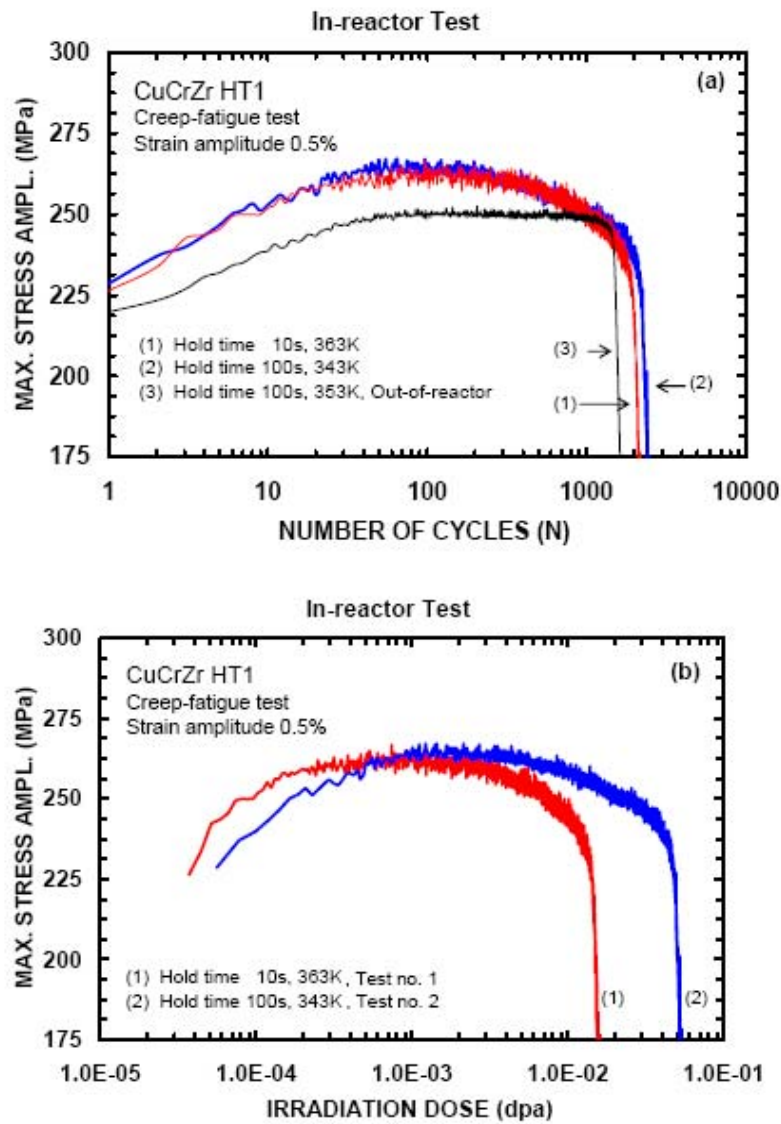 In-reactor Test
300
275
250
225
200
175
MAX. STRESS AMPL. (MPa)
(a)
CuCrZr HT1
Creep-fatigue test
Strain amplitude 0.5%
(1) Hold time 10s, 363K
(2) Hold time 100s, 343K
(3) Hold time 100s, 353K, Out-of-reactor
(3)
(1)
(2)
1 10 100 1000 10000
NUMBER OF CYCLES (N)
In-reactor Test
300
275
250
225
200
175
MAX. STRESS AMPL. (MPa)
(b)
CuCrZr HT1
Creep-fatigue test
Strain amplitude 0.5%
(1) Hold time 10s, 363K, Test no. 1
(2) Hold time 100s, 343K, Test no. 2
(1)
(2)
1.0E-05 1.0E-04 1.0E-03 1.0E-02 1.0E-01
IRRADIATION DOSE (dpa)